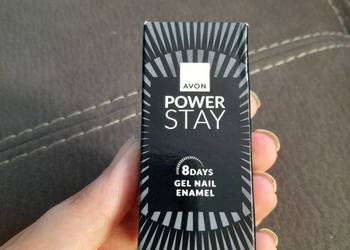 AVON
POWER
STAY
8DAYS
GEL NAIL
ENAMEL